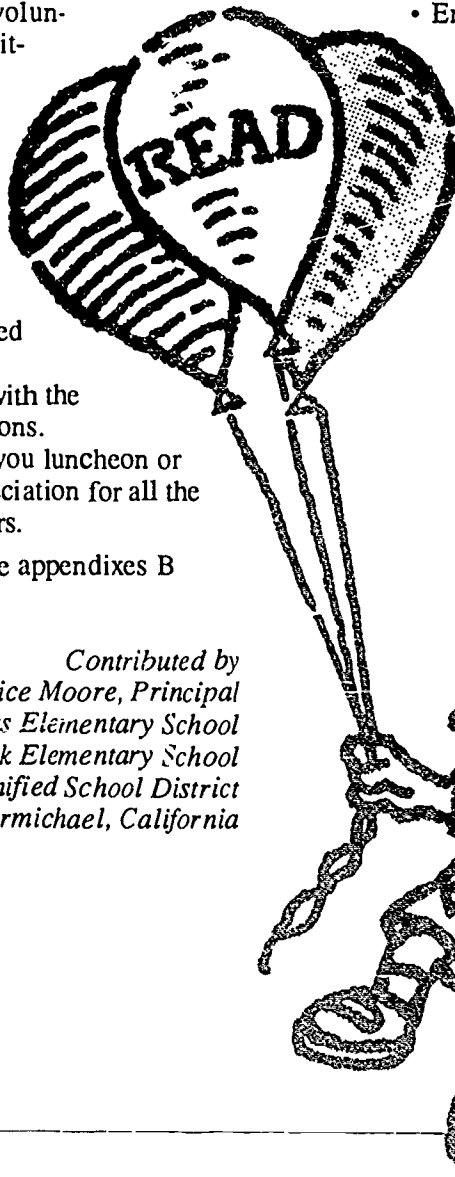 volun-
it-
• En
READ
ed
with the
ons.
you luncheon or
ciation for all the
rs.
e appendixes B
Contributed by
ice Moore, Principal
s Elementary School
k Elementary School
nified School District
rmichael, California